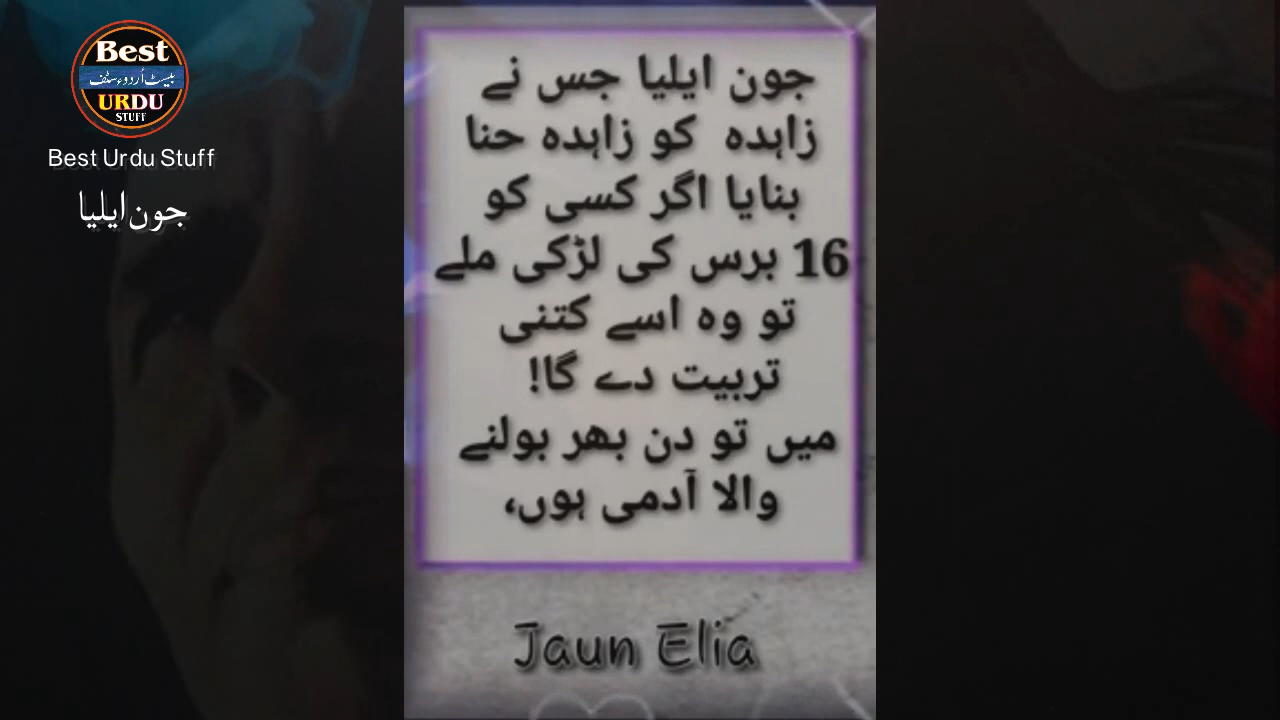 Best
بیسٹ اُردوء سٹف
URDU
STUFF
Best Urdu Stuff
جون ایلیا
جون ایلیا جس نے
زاہدہ کو زاہدہ حنا
بنایا اگر کسی کو
16 برس کی لڑکی ملے
تو وہ اسے کتنی
تربیت دے گا!
میں تو دن بھر بولنے
والا آدمی ہوں،
Jaun Elia